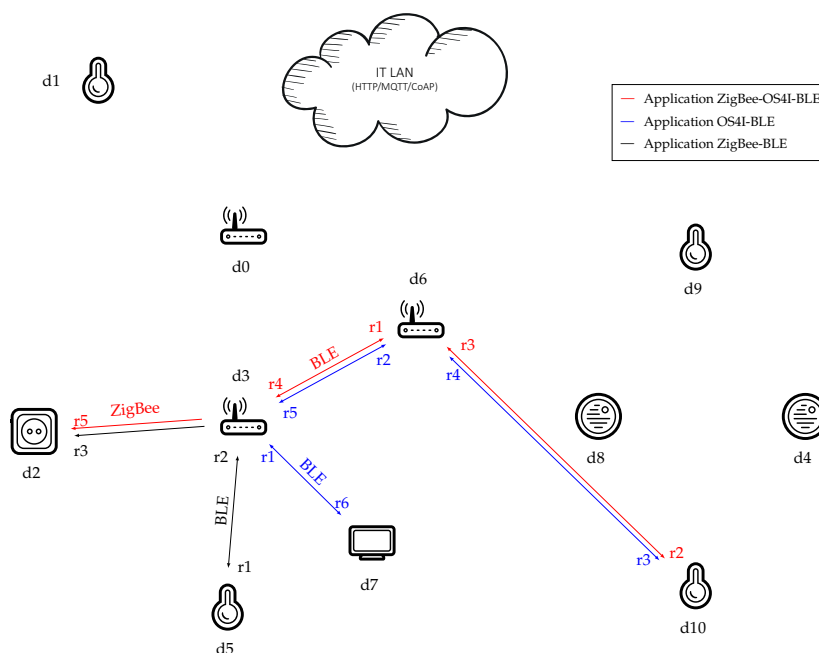 IT LAN
(HTTP/MQTT/CoAP)
d1
Application ZigBee-OS4I-BLE
Application OS4I-BLE
Application ZigBee-BLE
d0
d9
d6
r1
r3
BLE
r2
r4
d3
r4
r5
ZigBee
r5
r3
r2
r1
d2
d8
d4
BLE
r6
BLE
r1
d7
r3
r2
d5
d10